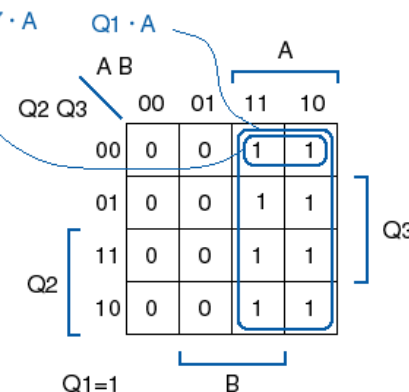 ' · A Q1 · A
A
A B
Q2 Q3 00 01 11 10
00 0 0 1 1
01 0 0 1 1
Q3
11 0 0 1 1
Q2
10 0 0 1 1
Q1=1 B